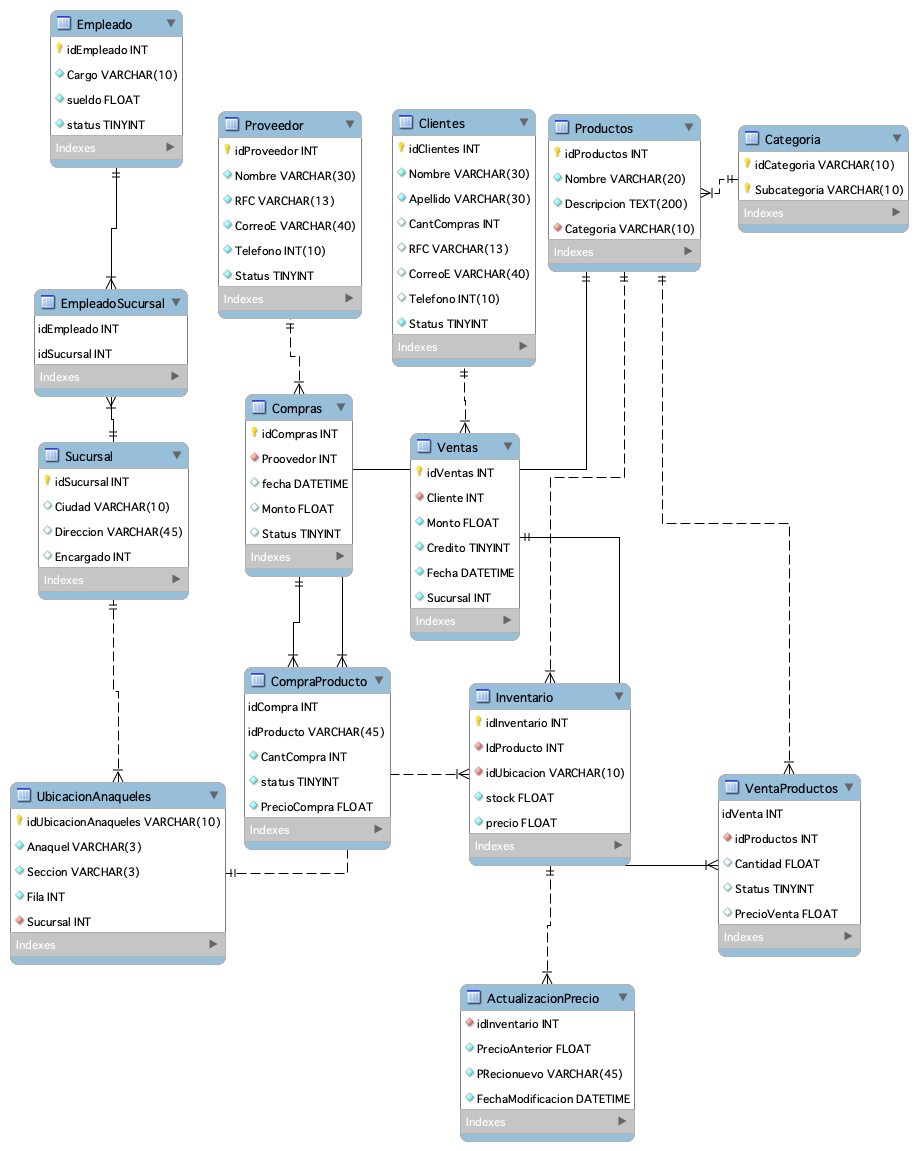 Empleado
idEmpleado INT
Cargo VARCHAR(10)
sueldo FLOAT
status TINYINT
Indexes
Proveedor
idProveedor INT
Nombre VARCHAR(30)
RFC VARCHAR(13)
CorreoE VARCHAR(40)
Telefono INT(10)
Status TINYINT
Indexes
Clientes
idClientes INT
Nombre VARCHAR(30)
Apellido VARCHAR(30)
CantCompras INT
RFC VARCHAR(13)
CorreoE VARCHAR(40)
Telefono INT(10)
Status TINYINT
Indexes
Productos
idProductos INT
Nombre VARCHAR(20)
Descripcion TEXT(200)
Categoria VARCHAR(10)
Indexes
Categoria
idCategoria VARCHAR(10)
Subcategoria VARCHAR(10)
Indexes
EmpleadoSucursal
idEmpleado INT
idSucursal INT
Indexes
Sucursal
idSucursal INT
Ciudad VARCHAR(10)
Direccion VARCHAR(45)
Encargado INT
Indexes
Compras
idCompras INT
Proovedor INT
fecha DATETIME
Monto FLOAT
Status TINYINT
Indexes
Ventas
idVentas INT
Cliente INT
Monto FLOAT
Credito TINYINT
Fecha DATETIME
Sucursal INT
Indexes
CompraProducto
idCompra INT
idProducto VARCHAR(45)
CantCompra INT
status TINYINT
PrecioCompra FLOAT
Indexes
Inventario
idInventario INT
IdProducto INT
idUbicacion VARCHAR(10)
stock FLOAT
precio FLOAT
Indexes
UbicacionAnaqueles
idUbicacionAnaqueles VARCHAR(10)
Anaquel VARCHAR(3)
Seccion VARCHAR(3)
Fila INT
Sucursal INT
Indexes
VentaProductos
idVenta INT
idProductos INT
Cantidad FLOAT
Status TINYINT
PrecioVenta FLOAT
Indexes
ActualizacionPrecio
idInventario INT
PrecioAnterior FLOAT
PRecionuevo VARCHAR(45)
FechaModificacion DATETIME
Indexes